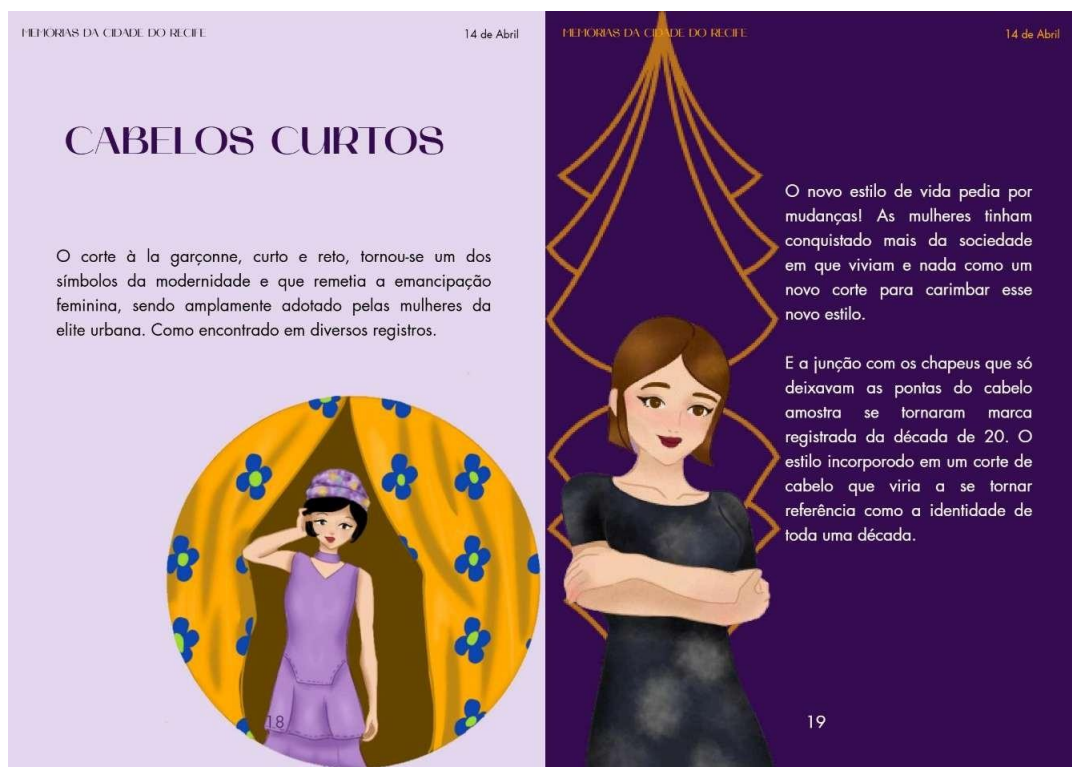 MEMÓRIAS DA CIDADE DO RECIFE
14 de Abril
CABELOS CURTOS
O corte à la garçonne, curto e reto, tornou-se um dos
símbolos da modernidade e que remetia a emancipação
feminina, sendo amplamente adotado pelas mulheres da
elite urbana. Como encontrado em diversos registros.
18
MEMÓRIAS DA CIDADE DO RECIFE
14 de Abril
O novo estilo de vida pedia por
mudanças! As mulheres tinham
conquistado mais da sociedade
em que viviam e nada como um
novo corte para carimbar esse
novo estilo.
E a junção com os chapeus que só
deixavam as pontas do cabelo
amostra se tornaram marca
registrada da década de 20. O
estilo incorporodo em um corte de
cabelo que viria a se tornar
referência como a identidade de
toda uma década.
19